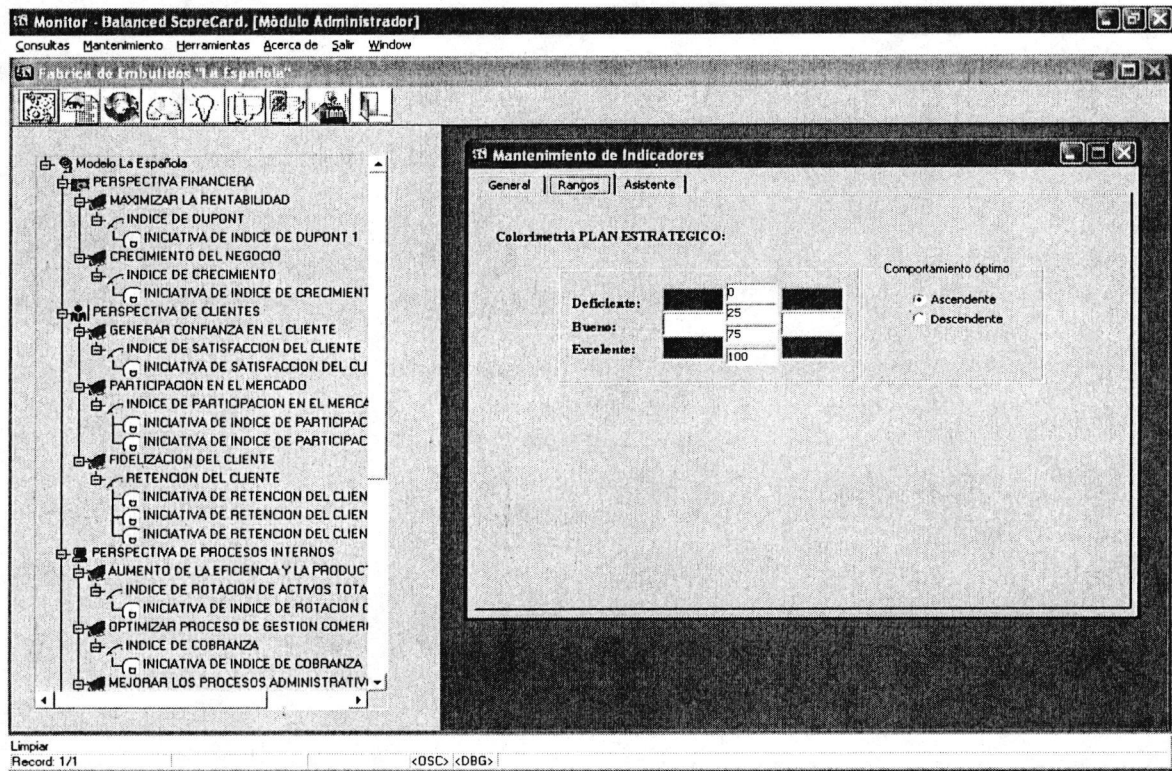 Monitor - Balanced ScoreCard. [Mòdulo Administrador]
Consultas Mantenimiento Herramientas Acerca de Salir Window
Fabrica de Embutidos "La Española"
Modelo La Española
PERSPECTIVA FINANCIERA
MAXIMIZAR LA RENTABILIDAD
INDICE DE DUPONT
INICIATIVA DE INDICE DE DUPONT 1
CRECIMIENTO DEL NEGOCIO
INDICE DE CRECIMIENTO
INICIATIVA DE INDICE DE CRECIMIENT
PERSPECTIVA DE CLIENTES
GENERAR CONFIANZA EN EL CLIENTE
INDICE DE SATISFACCION DEL CLIENTE
INICIATIVA DE SATISFACCION DEL CLI
PARTICIPACION EN EL MERCADO
INDICE DE PARTICIPACION EN EL MERCA
INICIATIVA DE INDICE DE PARTICIPAC
INICIATIVA DE INDICE DE PARTICIPAC
FIDELIZACION DEL CLIENTE
RETENCION DEL CLIENTE
INICIATIVA DE RETENCION DEL CLIEN
INICIATIVA DE RETENCION DEL CLIEN
INICIATIVA DE RETENCION DEL CLIEN
PERSPECTIVA DE PROCESOS INTERNOS
AUMENTO DE LA EFICIENCIA Y LA PRODUC
INDICE DE ROTACION DE ACTIVOS TOTA
INICIATIVA DE INDICE DE ROTACION D
OPTIMIZAR PROCESO DE GESTION COMERI
INDICE DE COBRANZA
INICIATIVA DE INDICE DE COBRANZA
MEJORAR LOS PROCESOS ADMINISTRATIVI
Mantenimiento de Indicadores
General Rangos Asistente
Colorimetria PLAN ESTRATEGICO:
Deficiente:
Bueno:
Excelente:
0
25
75
100
Comportamiento óptimo
Ascendente
Descendente
Limpiar
Record: 1/1 <OSC> <DBG>